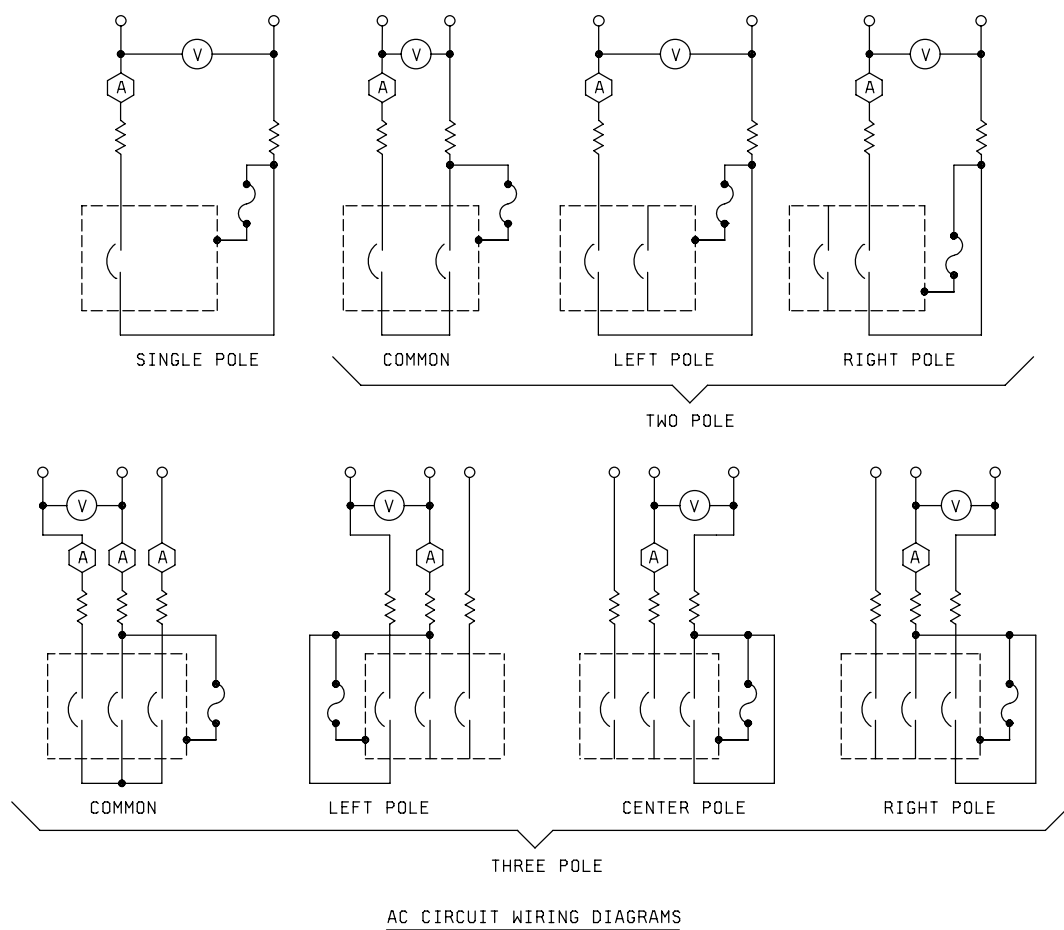 V V V V
A A A A
SINGLE POLE COMMON LEFT POLE RIGHT POLE
TWO POLE
V V V V
A A A A A A
COMMON LEFT POLE CENTER POLE RIGHT POLE
THREE POLE
AC CIRCUIT WIRING DIAGRAMS